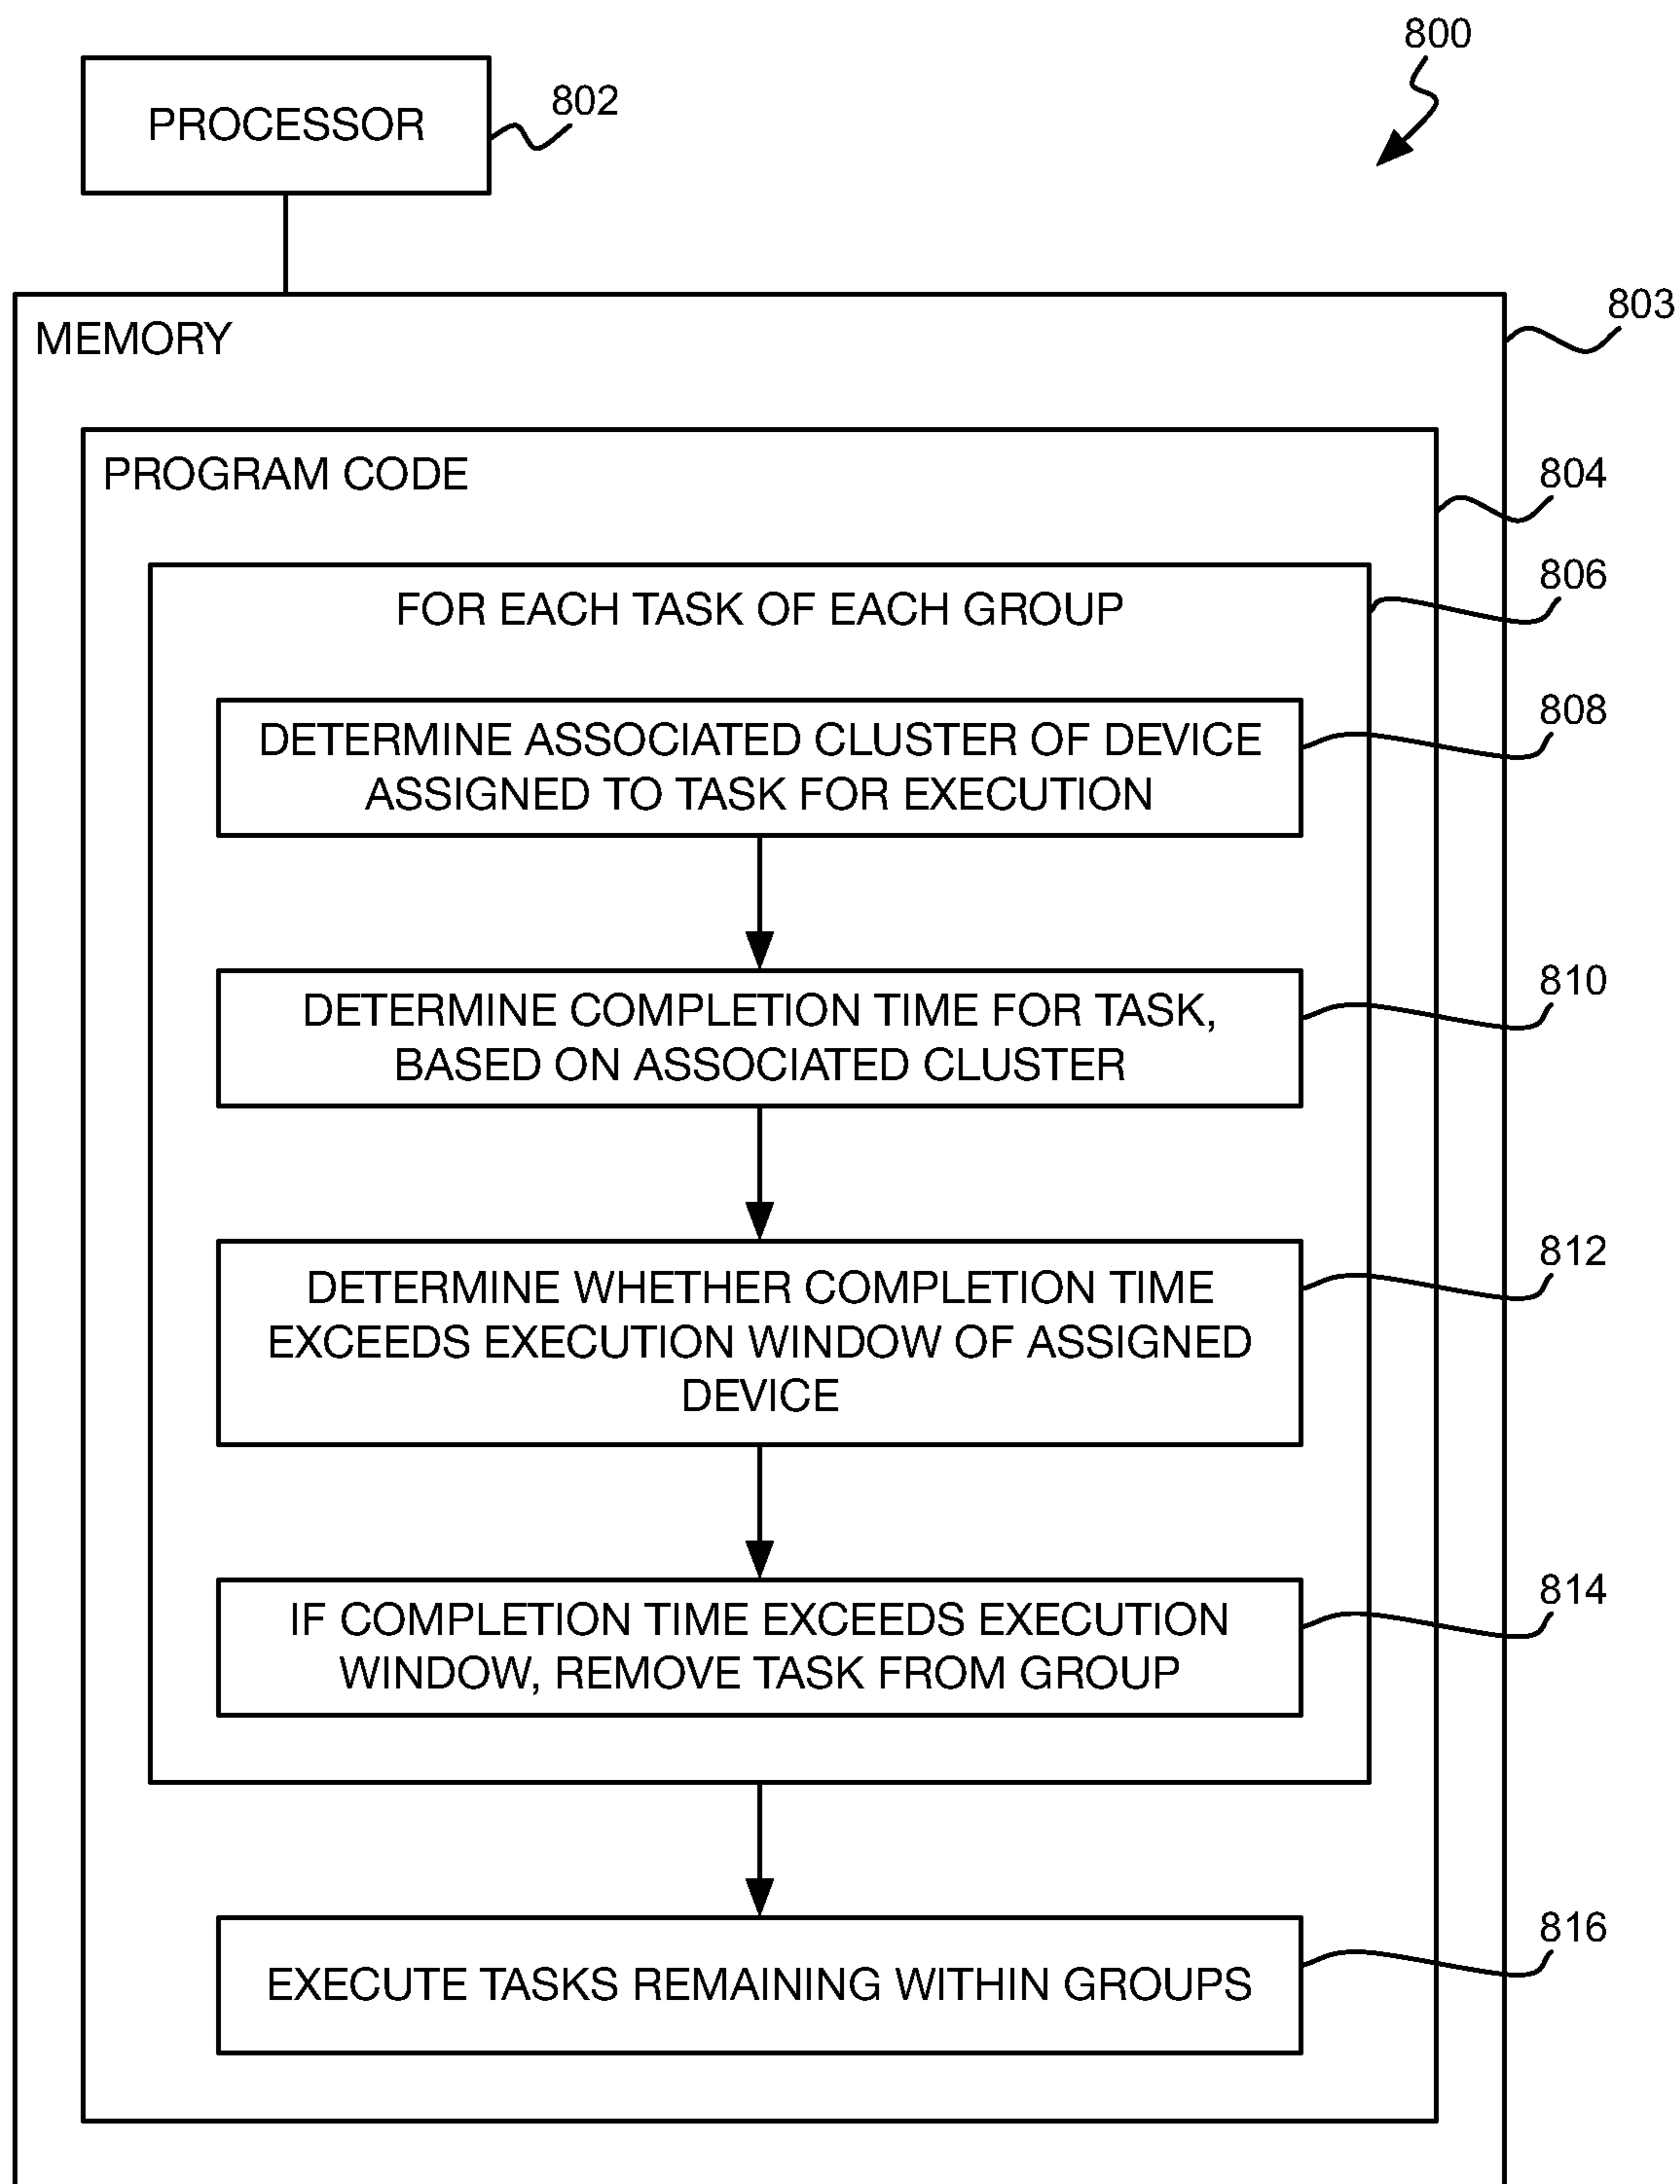 800
PROCESSOR
802
803
MEMORY
PROGRAM CODE
804
806
FOR EACH TASK OF EACH GROUP
808
DETERMINE ASSOCIATED CLUSTER OF DEVICE
ASSIGNED TO TASK FOR EXECUTION
810
DETERMINE COMPLETION TIME FOR TASK,
BASED ON ASSOCIATED CLUSTER
812
DETERMINE WHETHER COMPLETION TIME
EXCEEDS EXECUTION WINDOW OF ASSIGNED
DEVICE
814
IF COMPLETION TIME EXCEEDS EXECUTION
WINDOW, REMOVE TASK FROM GROUP
816
EXECUTE TASKS REMAINING WITHIN GROUPS